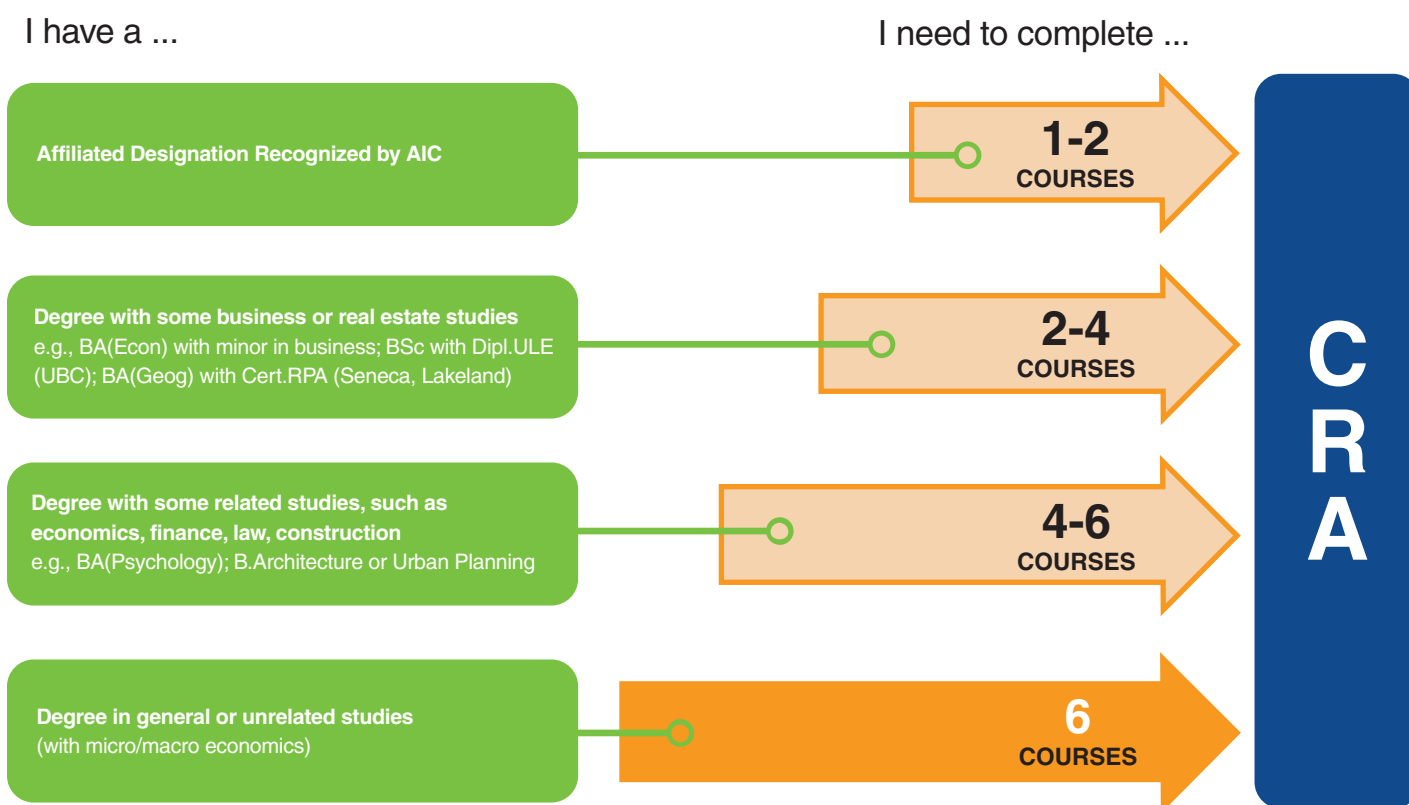 I have a ...
I need to complete ...
Affiliated Designation Recognized by AIC
1-2
COURSES
Degree with some business or real estate studies
e.g., BA(Econ) with minor in business; BSc with Dipl.ULE
(UBC); BA(Geog) with Cert.RPA (Seneca, Lakeland)
2-4
COURSES
Degree with some related studies, such as
economics, finance, law, construction
e.g., BA(Psychology); B.Architecture or Urban Planning
4-6
COURSES
Degree in general or unrelated studies
(with micro/macro economics)
6
COURSES
C
R
A